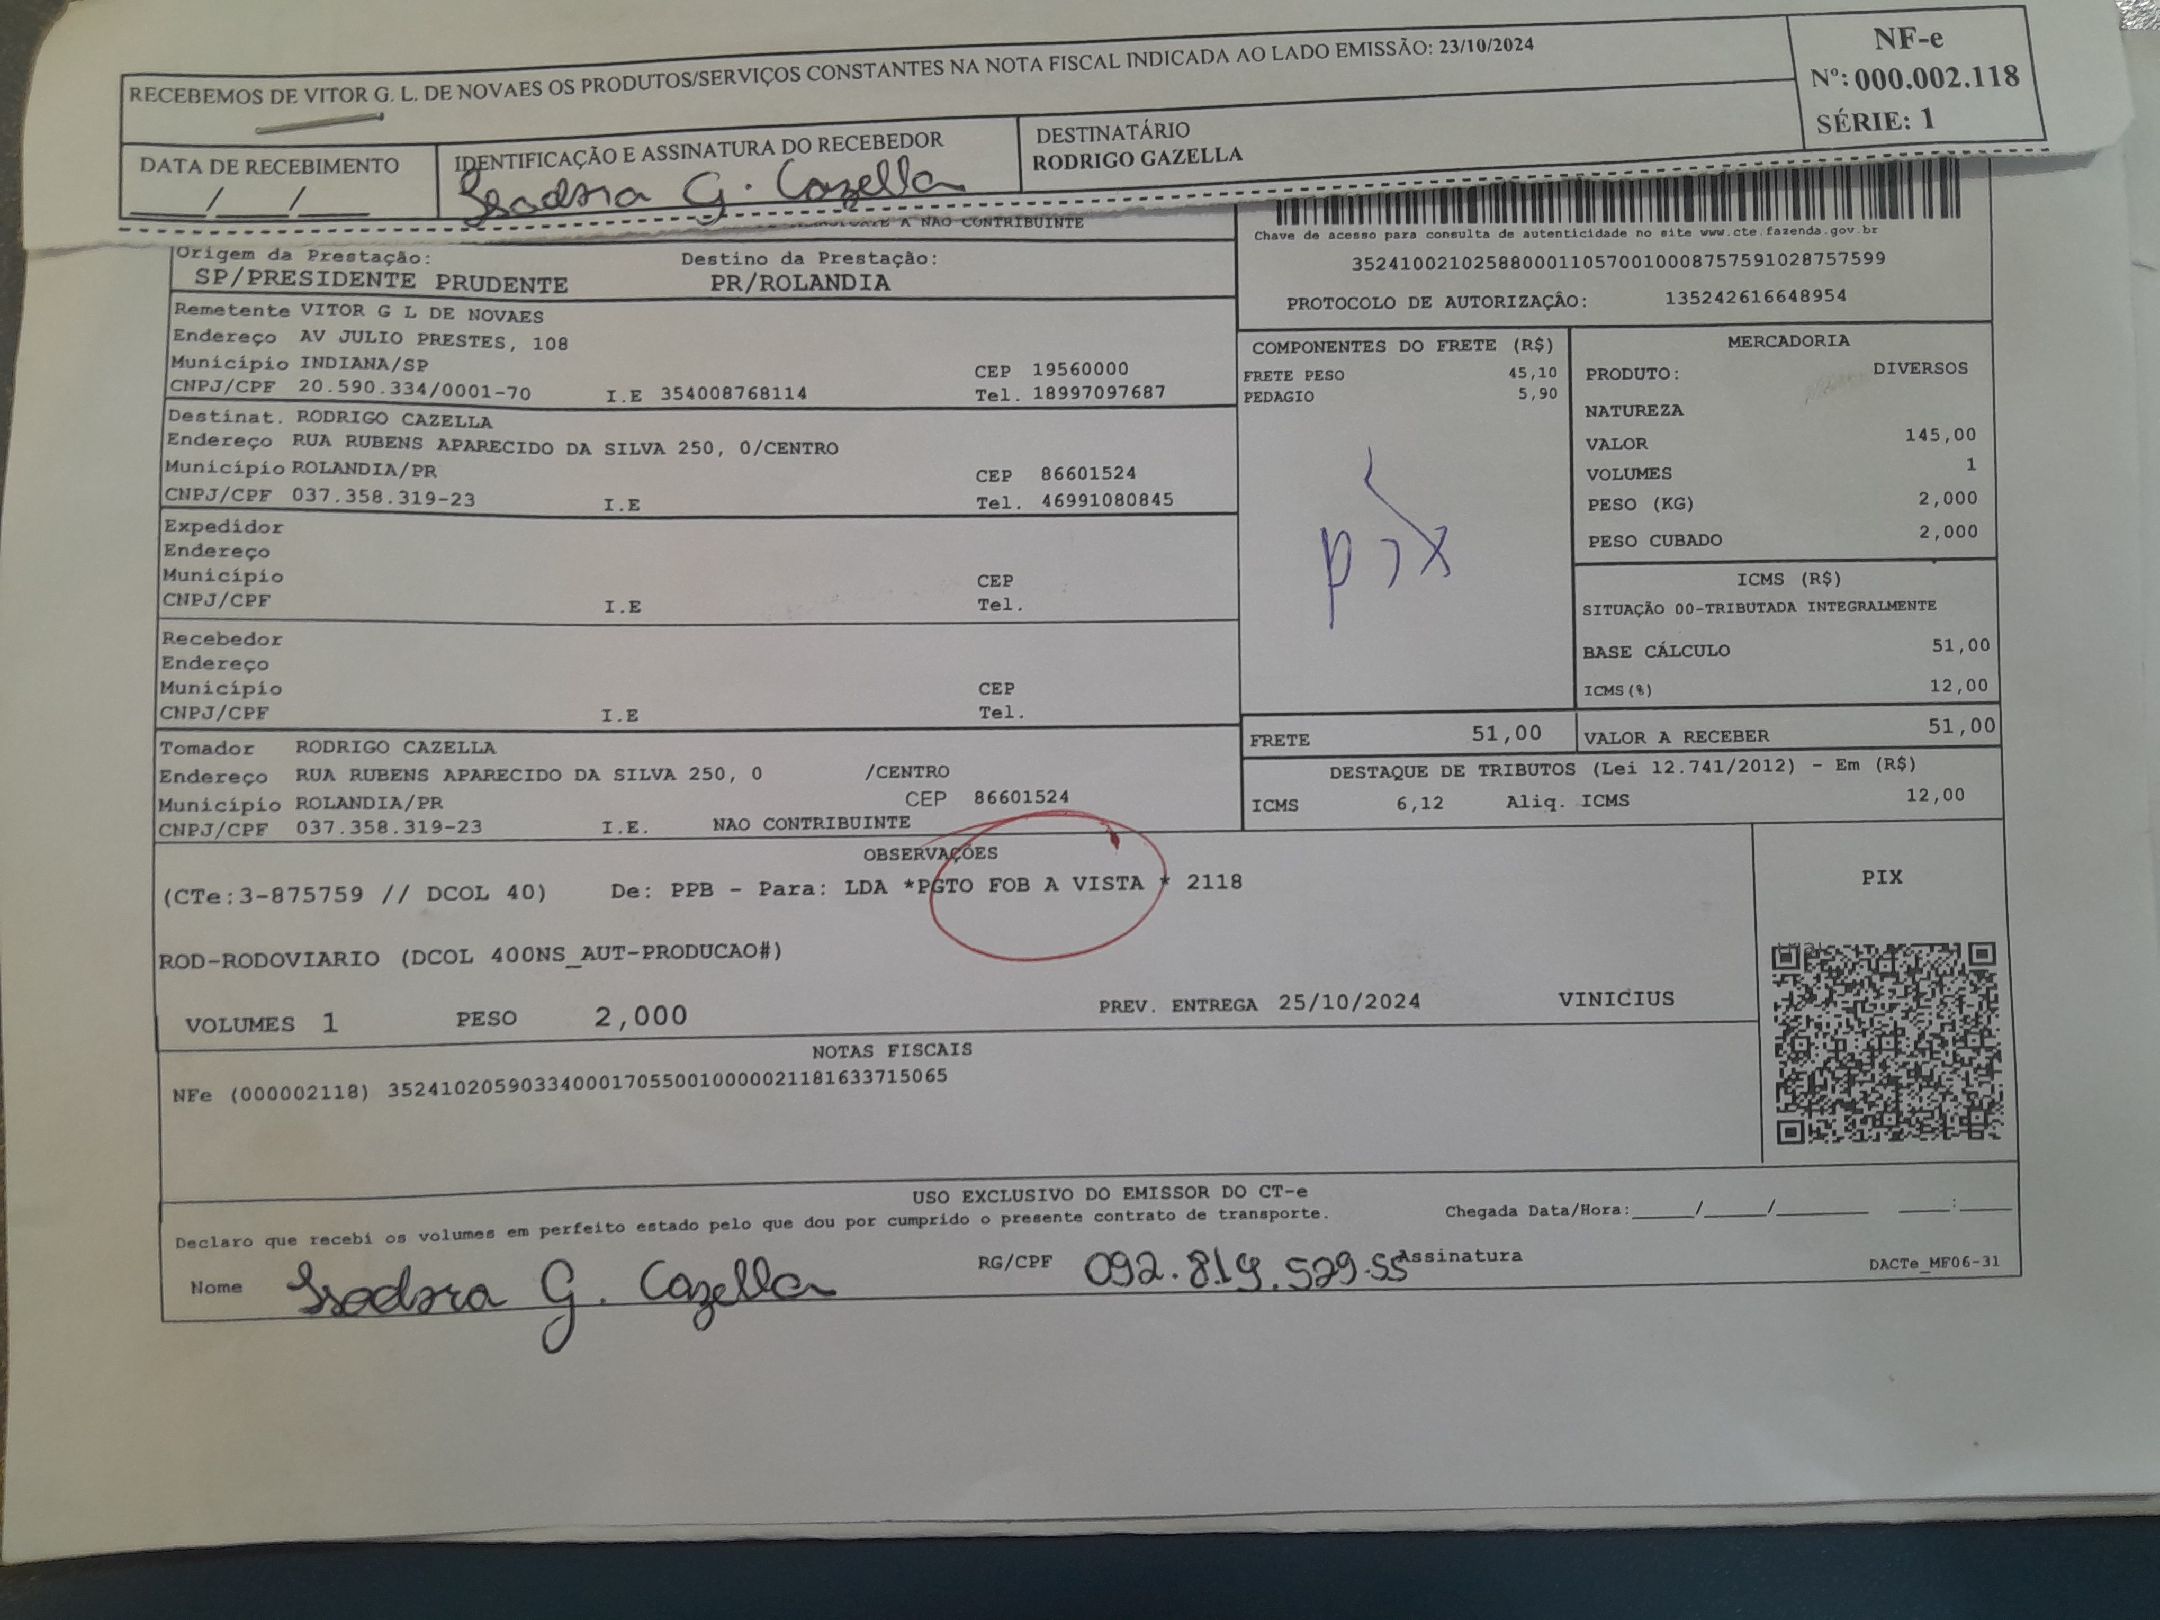 RECEBEMOS DE VITOR G. L. DE NOVAES OS PRODUTOS/SERVIÇOS CONSTANTES NA NOTA FISCAL INDICADA AO LADO EMISSÃO: 23/10/2024
NF-e
Nº: 000.002.118
SÉRIE: 1
DATA DE RECEBIMENTO
___/___/___
IDENTIFICAÇÃO E ASSINATURA DO RECEBEDOR
Isadora G. Cazella
DESTINATÁRIO
RODRIGO GAZELLA
A NAO CONTRIBUINTE
Chave de acesso para consulta de autenticidade no site www.cte.fazenda.gov.br
35241002102588000110570010008757591028757599
PROTOCOLO DE AUTORIZAÇÃO: 135242616648954
Origem da Prestação: Destino da Prestação:
SP/PRESIDENTE PRUDENTE PR/ROLANDIA
Remetente VITOR G L DE NOVAES
Endereço AV JULIO PRESTES, 108
Município INDIANA/SP CEP 19560000
CNPJ/CPF 20.590.334/0001-70 I.E 354008768114 Tel. 18997097687
Destinat. RODRIGO CAZELLA
Endereço RUA RUBENS APARECIDO DA SILVA 250, 0/CENTRO
Município ROLANDIA/PR CEP 86601524
CNPJ/CPF 037.358.319-23 I.E Tel. 46991080845
Expedidor
Endereço
Município CEP
CNPJ/CPF I.E Tel.
Recebedor
Endereço
Município CEP
CNPJ/CPF I.E Tel.
Tomador RODRIGO CAZELLA
Endereço RUA RUBENS APARECIDO DA SILVA 250, 0 /CENTRO
Município ROLANDIA/PR CEP 86601524
CNPJ/CPF 037.358.319-23 I.E. NAO CONTRIBUINTE
COMPONENTES DO FRETE (R$)
FRETE PESO 45,10
PEDAGIO 5,90
pix
MERCADORIA
PRODUTO: DIVERSOS
NATUREZA
VALOR 145,00
VOLUMES 1
PESO (KG) 2,000
PESO CUBADO 2,000
ICMS (R$)
SITUAÇÃO 00-TRIBUTADA INTEGRALMENTE
BASE CÁLCULO 51,00
ICMS(%) 12,00
FRETE 51,00 VALOR A RECEBER 51,00
DESTAQUE DE TRIBUTOS (Lei 12.741/2012) - Em (R$)
ICMS 6,12 Aliq. ICMS 12,00
OBSERVAÇÕES
(CTe:3-875759 // DCOL 40) De: PPB - Para: LDA *PGTO FOB A VISTA * 2118
ROD-RODOVIARIO (DCOL 400NS_AUT-PRODUCAO#)
VOLUMES 1 PESO 2,000 PREV. ENTREGA 25/10/2024 VINICIUS
PIX
NOTAS FISCAIS
NFe (000002118) 35241020590334000170550010000021181633715065
USO EXCLUSIVO DO EMISSOR DO CT-e
Declaro que recebi os volumes em perfeito estado pelo que dou por cumprido o presente contrato de transporte. Chegada Data/Hora:____/____/______ ___:___
Nome Isadora G. Cazella RG/CPF 092.819.529-55 Assinatura
DACTe_MF06-31